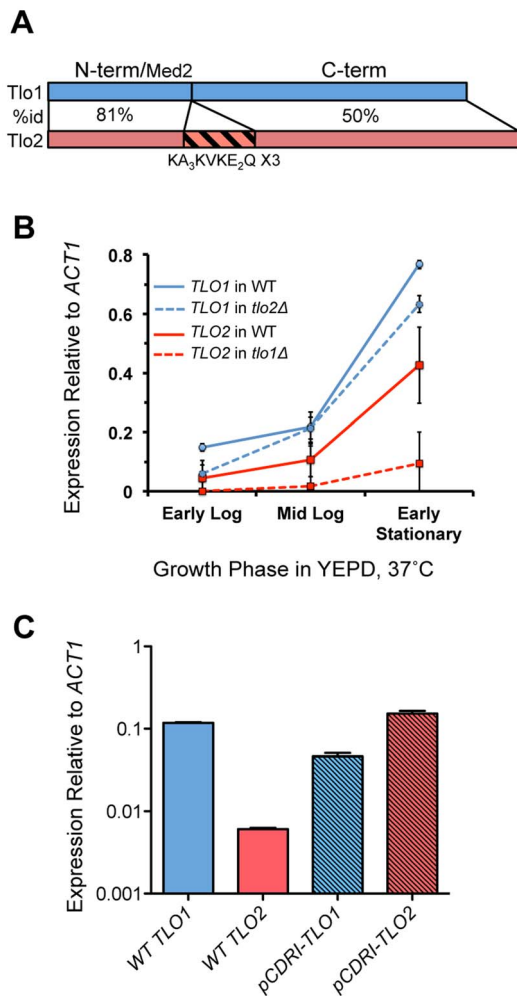 A
N-term/Med2 C-term
Tlo1
%id 81% 50%
Tlo2
KA₃KVKE₂Q X3
B
Expression Relative to ACT1
0.8
0.6
0.4
0.2
0
TLO1 in WT
TLO1 in tlo2Δ
TLO2 in WT
TLO2 in tlo1Δ
Early Log Mid Log Early
Stationary
Growth Phase in YEPD, 37˚C
C
Expression Relative to ACT1
1
0.1
0.01
0.001
WT TLO1
WT TLO2
pCDRI-TLO1
pCDRI-TLO2